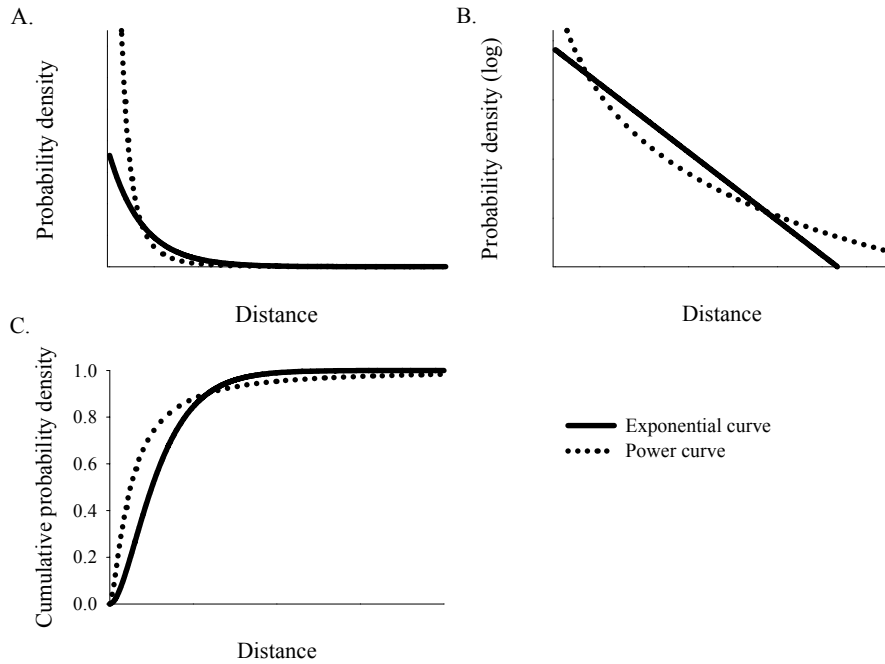 A.
Probability density
Distance
B.
Probability density (log)
Distance
C.
Cumulative probability density
1.0
0.8
0.6
0.4
0.2
0.0
Distance
Exponential curve
Power curve